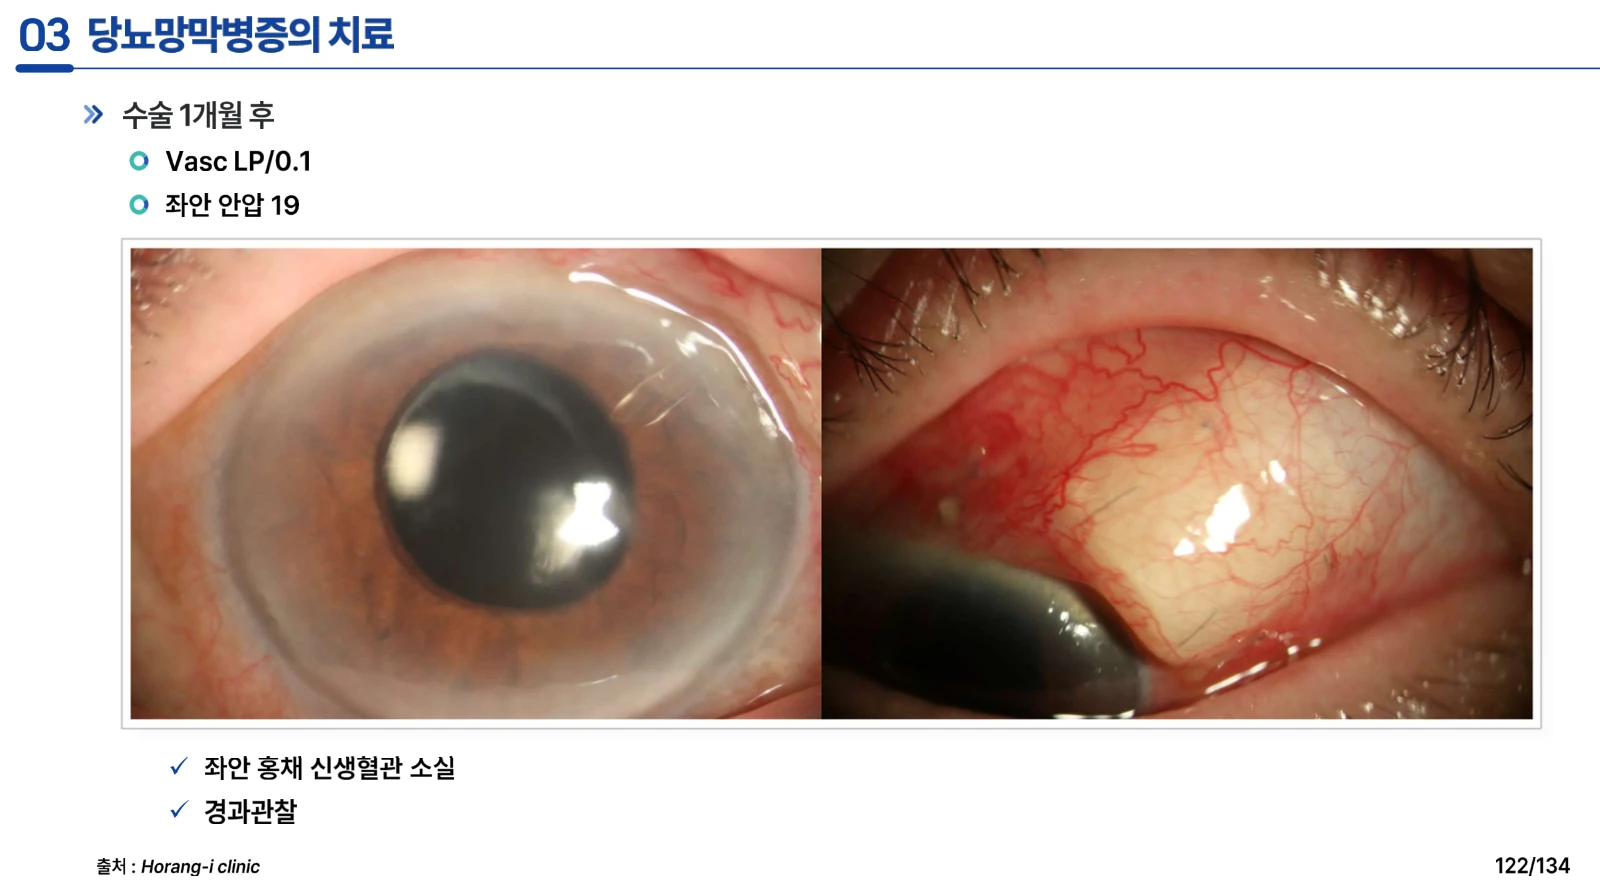 03 당뇨망막병증의 치료
수술 1개월 후
Vasc LP/0.1
좌안 안압 19
좌안 홍채 신생혈관 소실
경과관찰
출처 : Horang-i clinic
122/134